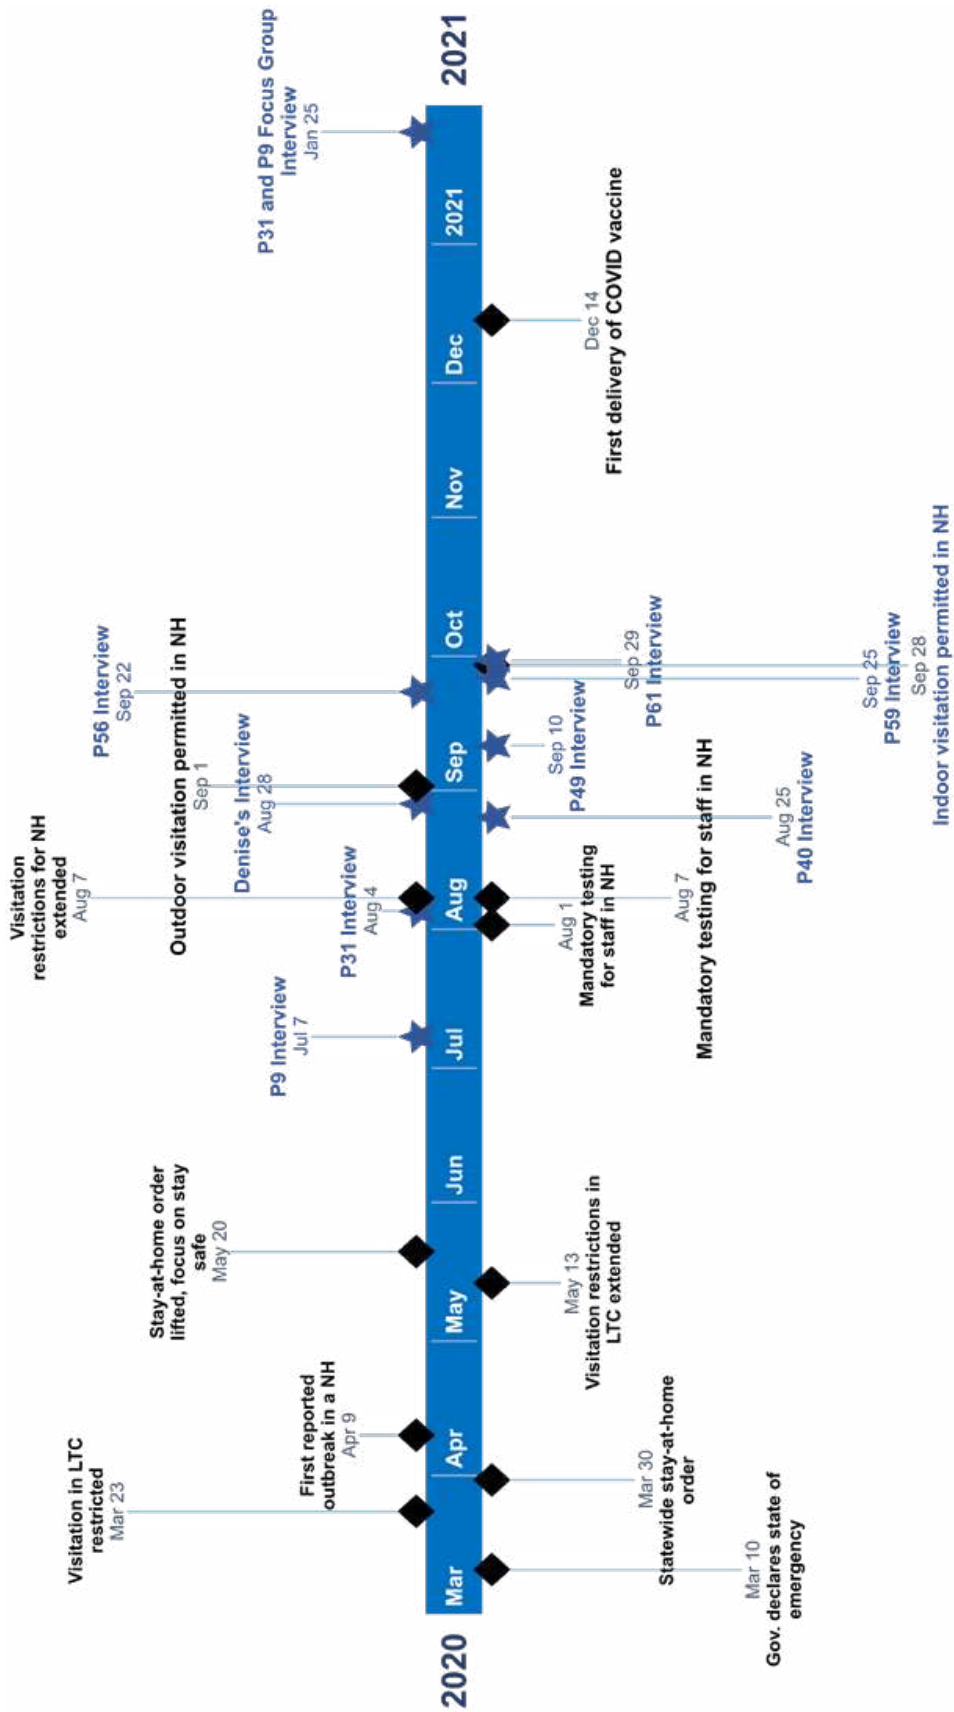 Visitation
restrictions for NH
extended
Aug 7
P56 Interview
Sep 22
Visitation in LTC
restricted
Mar 23
Stay-at-home order
lifted, focus on stay
safe
May 20
Outdoor visitation permitted in NH
Sep 1
Denise's Interview
Aug 28
P31 and P9 Focus Group
Interview
Jan 25
P9 Interview
Jul 7
First reported
outbreak in a NH
Apr 9
P31 Interview
Aug 4
2020
Mar
Apr
May
Jun
Jul
Aug
Sep
Oct
Nov
Dec
2021
2021
May 13
Visitation restrictions in
LTC extended
Aug 1
Mandatory testing
for staff in NH
Sep 10
P49 Interview
Dec 14
First delivery of COVID vaccine
Mar 30
Statewide stay-at-home
order
Sep 29
P61 Interview
Aug 7
Mandatory testing for staff in NH
Mar 10
Gov. declares state of
emergency
Aug 25
P40 Interview
Sep 25
P59 Interview
Sep 28
Indoor visitation permitted in NH